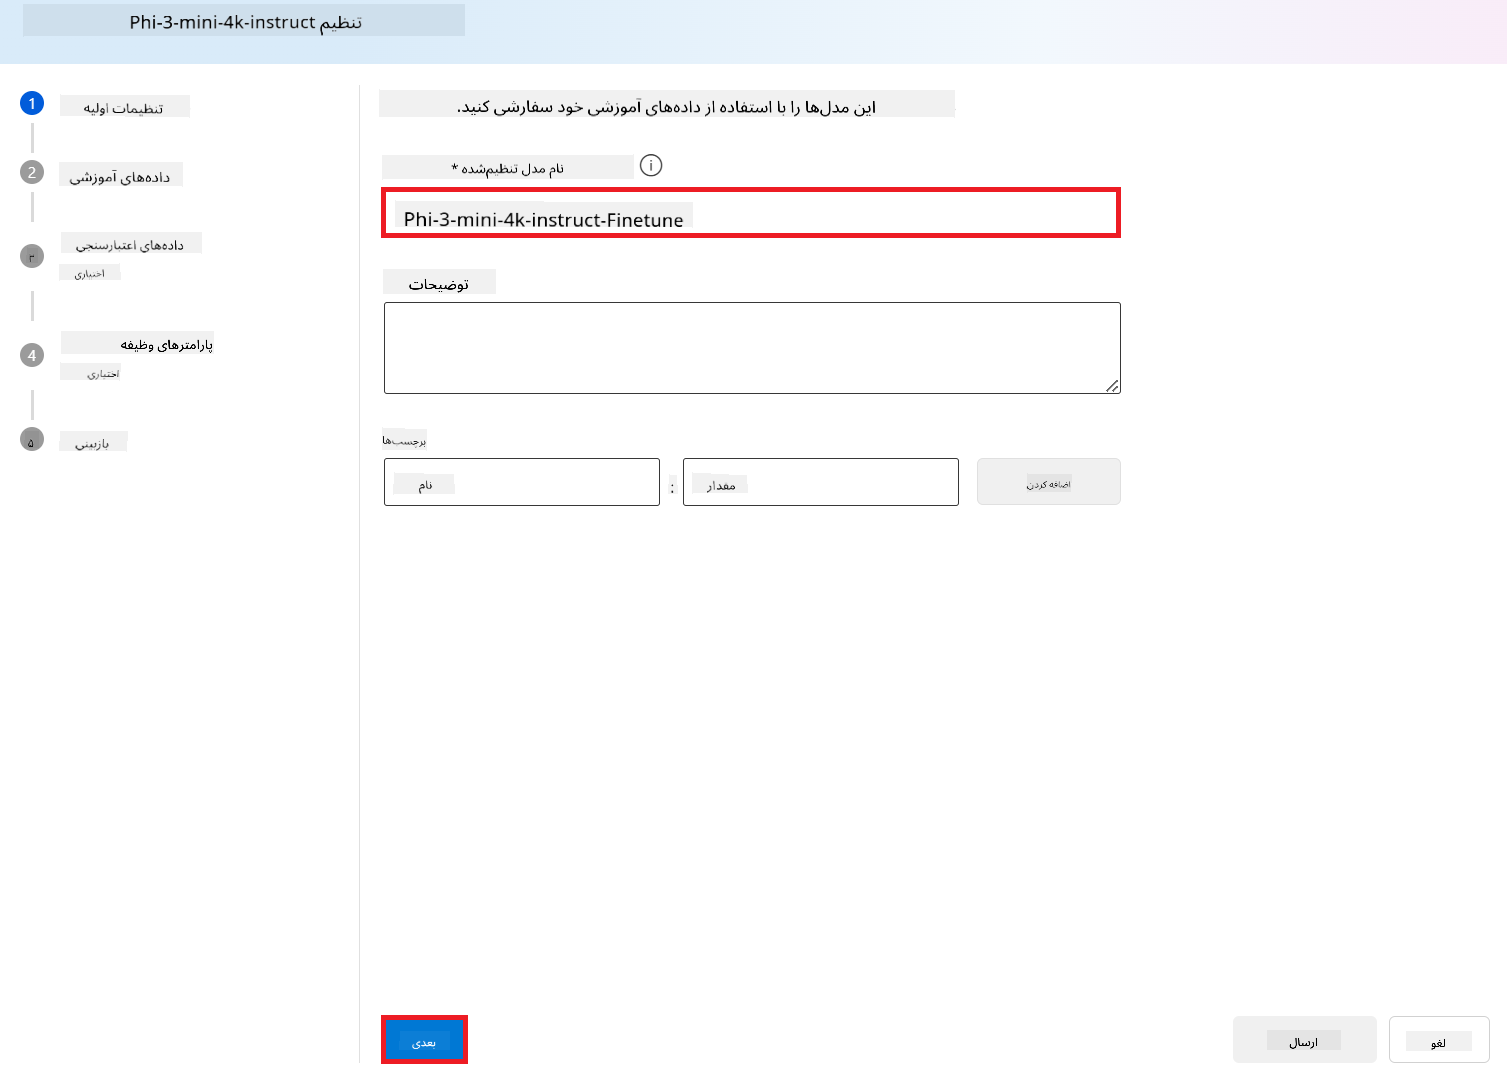 تنظیم Phi-3-mini-4k-instruct
1 تنظیمات اولیه
2 داده‌های آموزشی
۳ داده‌های اعتبارسنجی
اختیاری
4 پارامترهای وظیفه
اختیاری
۵ بازبینی
این مدل‌ها را با استفاده از داده‌های آموزشی خود سفارشی کنید.
نام مدل تنظیم‌شده *
Phi-3-mini-4k-instruct-Finetune
توضیحات
برچسب‌ها
نام : مقدار
اضافه کردن
بعدی
ارسال
لغو